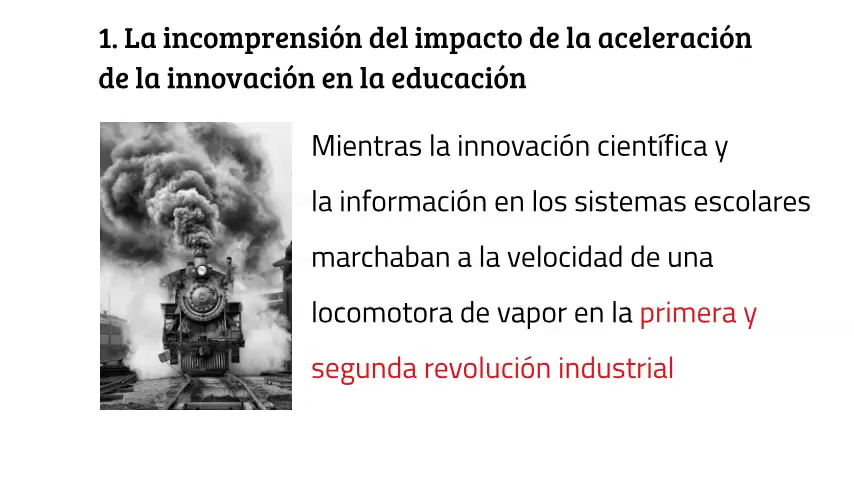 1. La incomprensión del impacto de la aceleración
de la innovación en la educación
Mientras la innovación científica y
la información en los sistemas escolares
marchaban a la velocidad de una
locomotora de vapor en la primera y
segunda revolución industrial